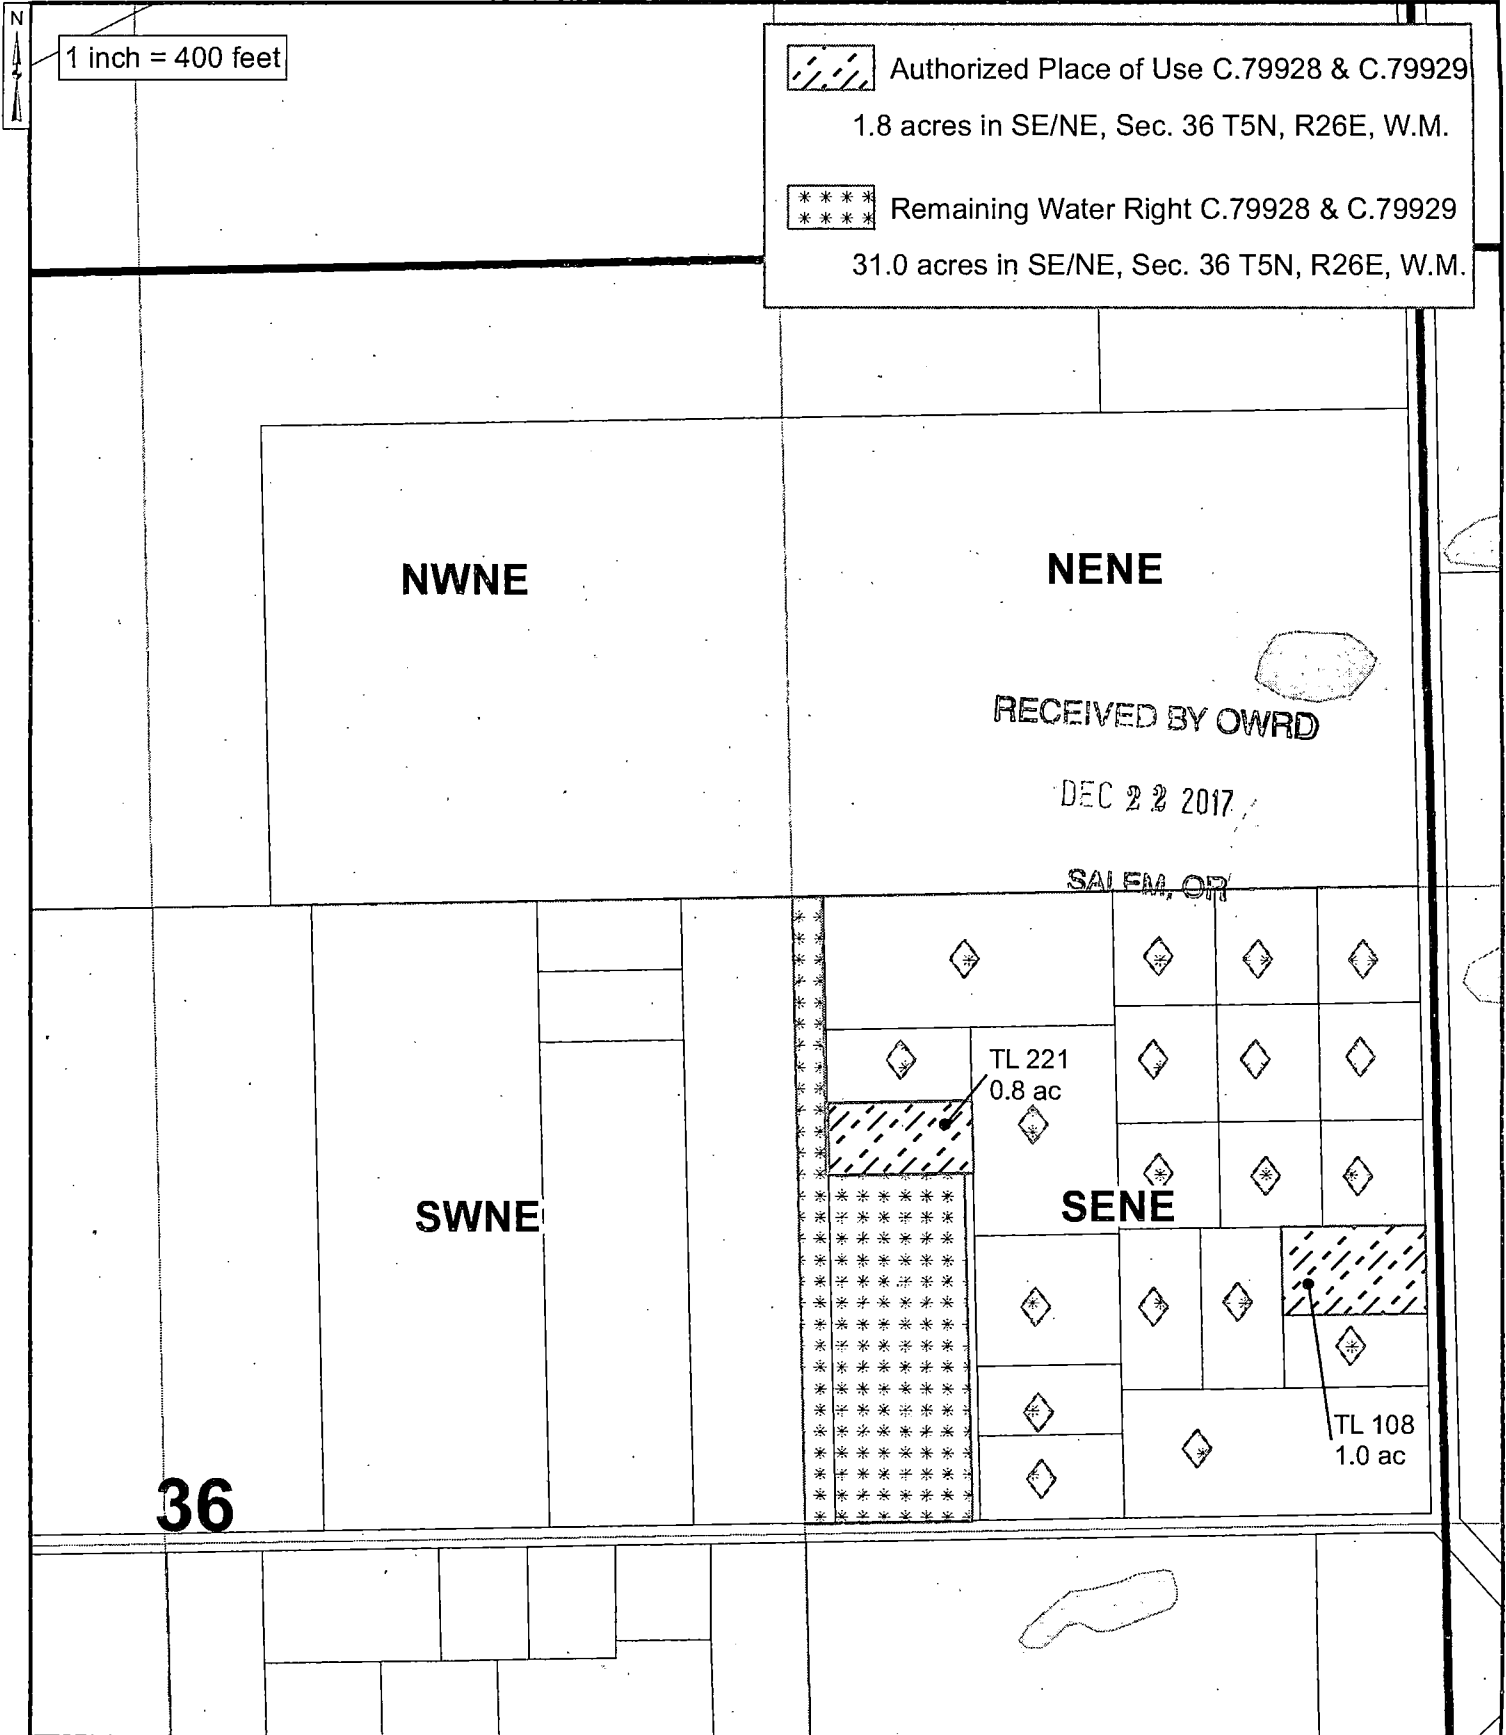 N
1 inch = 400 feet
Authorized Place of Use C.79928 & C.79929
1.8 acres in SE/NE, Sec. 36 T5N, R26E, W.M.
Remaining Water Right C.79928 & C.79929
31.0 acres in SE/NE, Sec. 36 T5N, R26E, W.M.
NWNE
NENE
RECEIVED BY OWRD
DEC 22 2017
SALEM, OR
TL 221
0.8 ac
SWNE
SENE
TL 108
1.0 ac
36